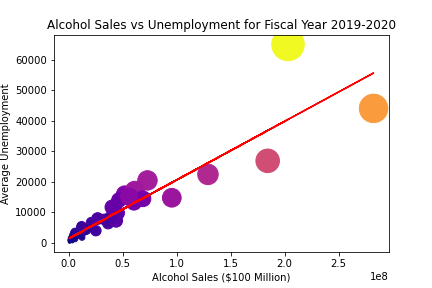 Alcohol Sales vs Unemployment for Fiscal Year 2019-2020
Average Unemployment
60000
50000
40000
30000
20000
10000
0
0.0 0.5 1.0 1.5 2.0 2.5
1e8
Alcohol Sales ($100 Million)